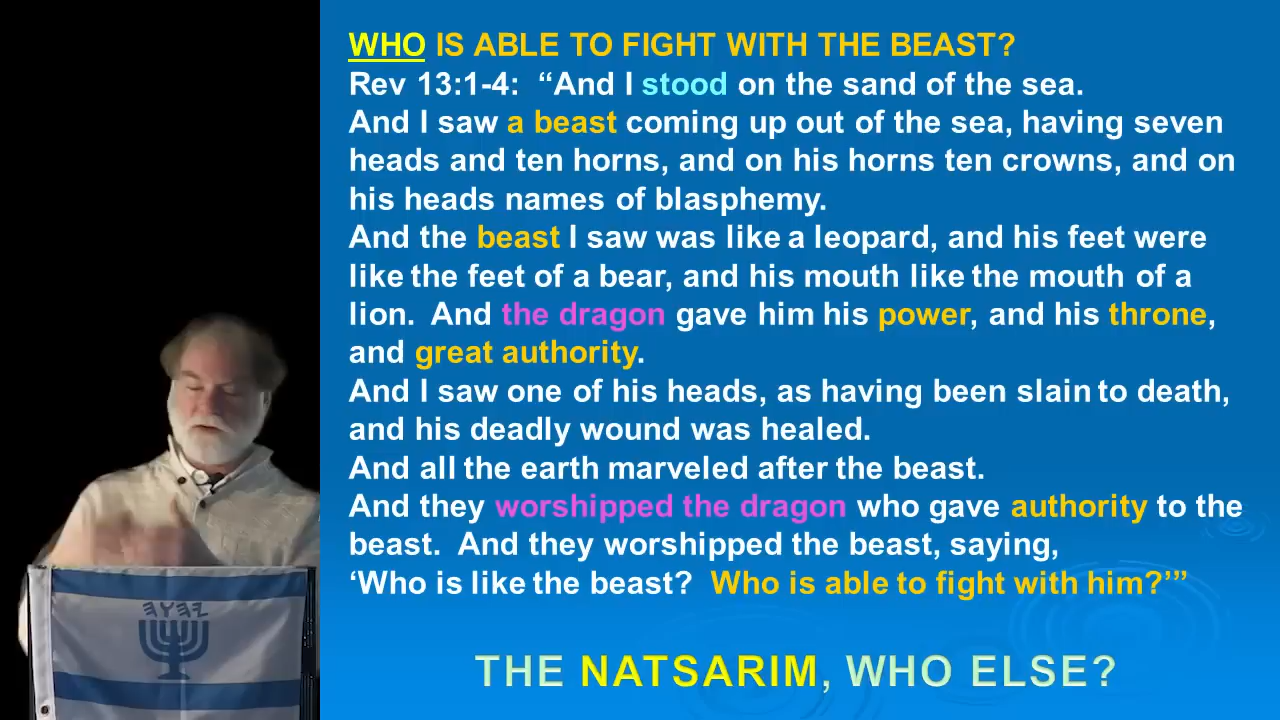 WHO IS ABLE TO FIGHT WITH THE BEAST?
Rev 13:1-4:  “And I stood on the sand of the sea.
And I saw a beast coming up out of the sea, having seven
heads and ten horns, and on his horns ten crowns, and on
his heads names of blasphemy.
And the beast I saw was like a leopard, and his feet were
like the feet of a bear, and his mouth like the mouth of a
lion.  And the dragon gave him his power, and his throne,
and great authority.
And I saw one of his heads, as having been slain to death,
and his deadly wound was healed.
And all the earth marveled after the beast.
And they worshipped the dragon who gave authority to the
beast.  And they worshipped the beast, saying,
‘Who is like the beast?  Who is able to fight with him?’”
THE NATSARIM, WHO ELSE?
𐤉𐤄𐤅𐤄